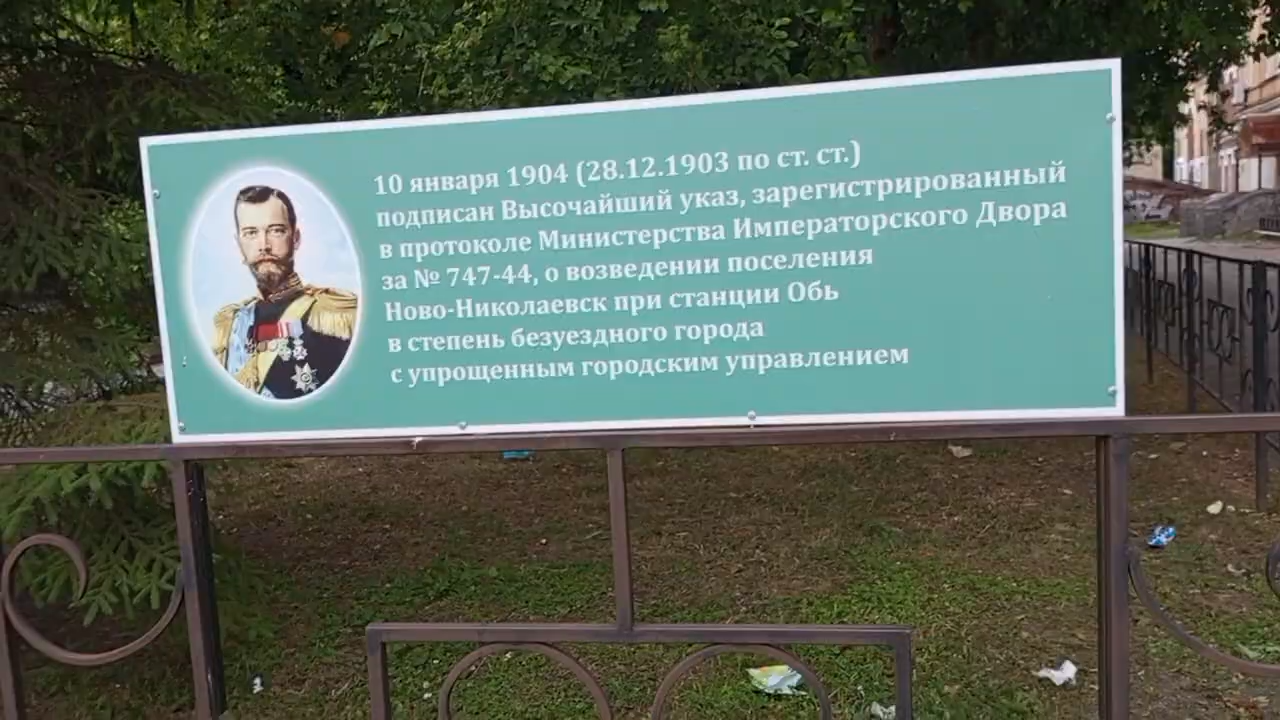 10 января 1904 (28.12.1903 по ст. ст.)
подписан Высочайший указ, зарегистрированный
в протоколе Министерства Императорского Двора
за № 747-44, о возведении поселения
Ново-Николаевск при станции Обь
в степень безуездного города
с упрощенным городским управлением